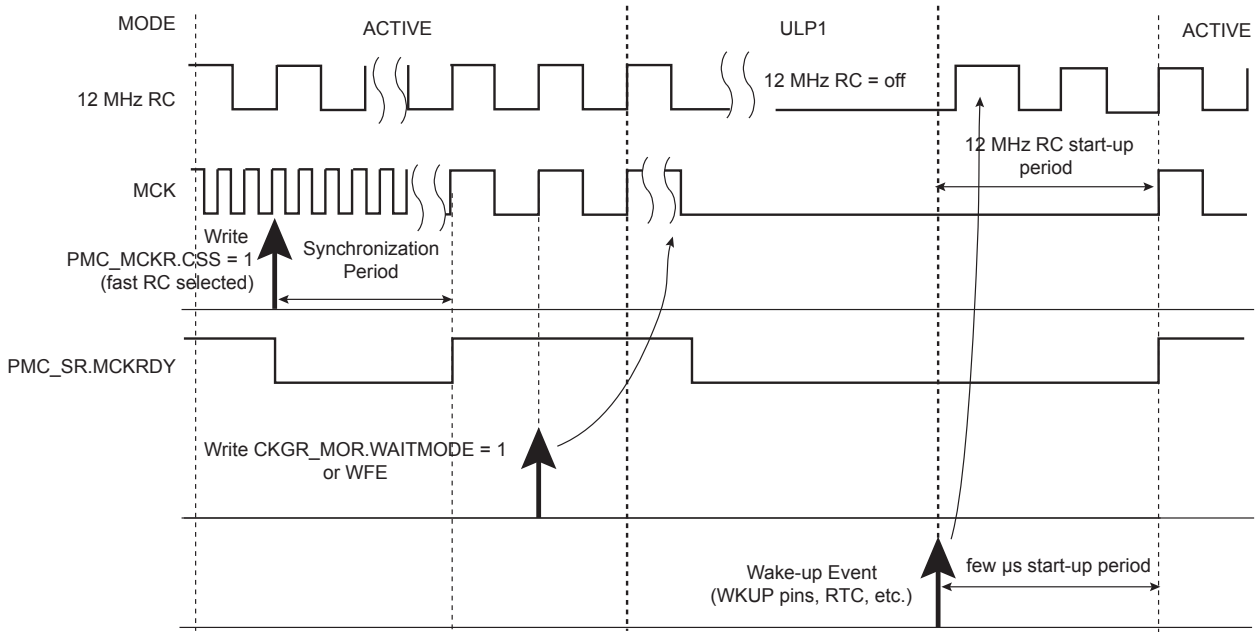 MODE
ACTIVE
ULP1
ACTIVE
12 MHz RC
12 MHz RC = off
12 MHz RC start-up
period
MCK
Write
PMC_MCKR.CSS = 1
(fast RC selected)
Synchronization
Period
PMC_SR.MCKRDY
Write CKGR_MOR.WAITMODE = 1
or WFE
Wake-up Event
(WKUP pins, RTC, etc.)
few µs start-up period